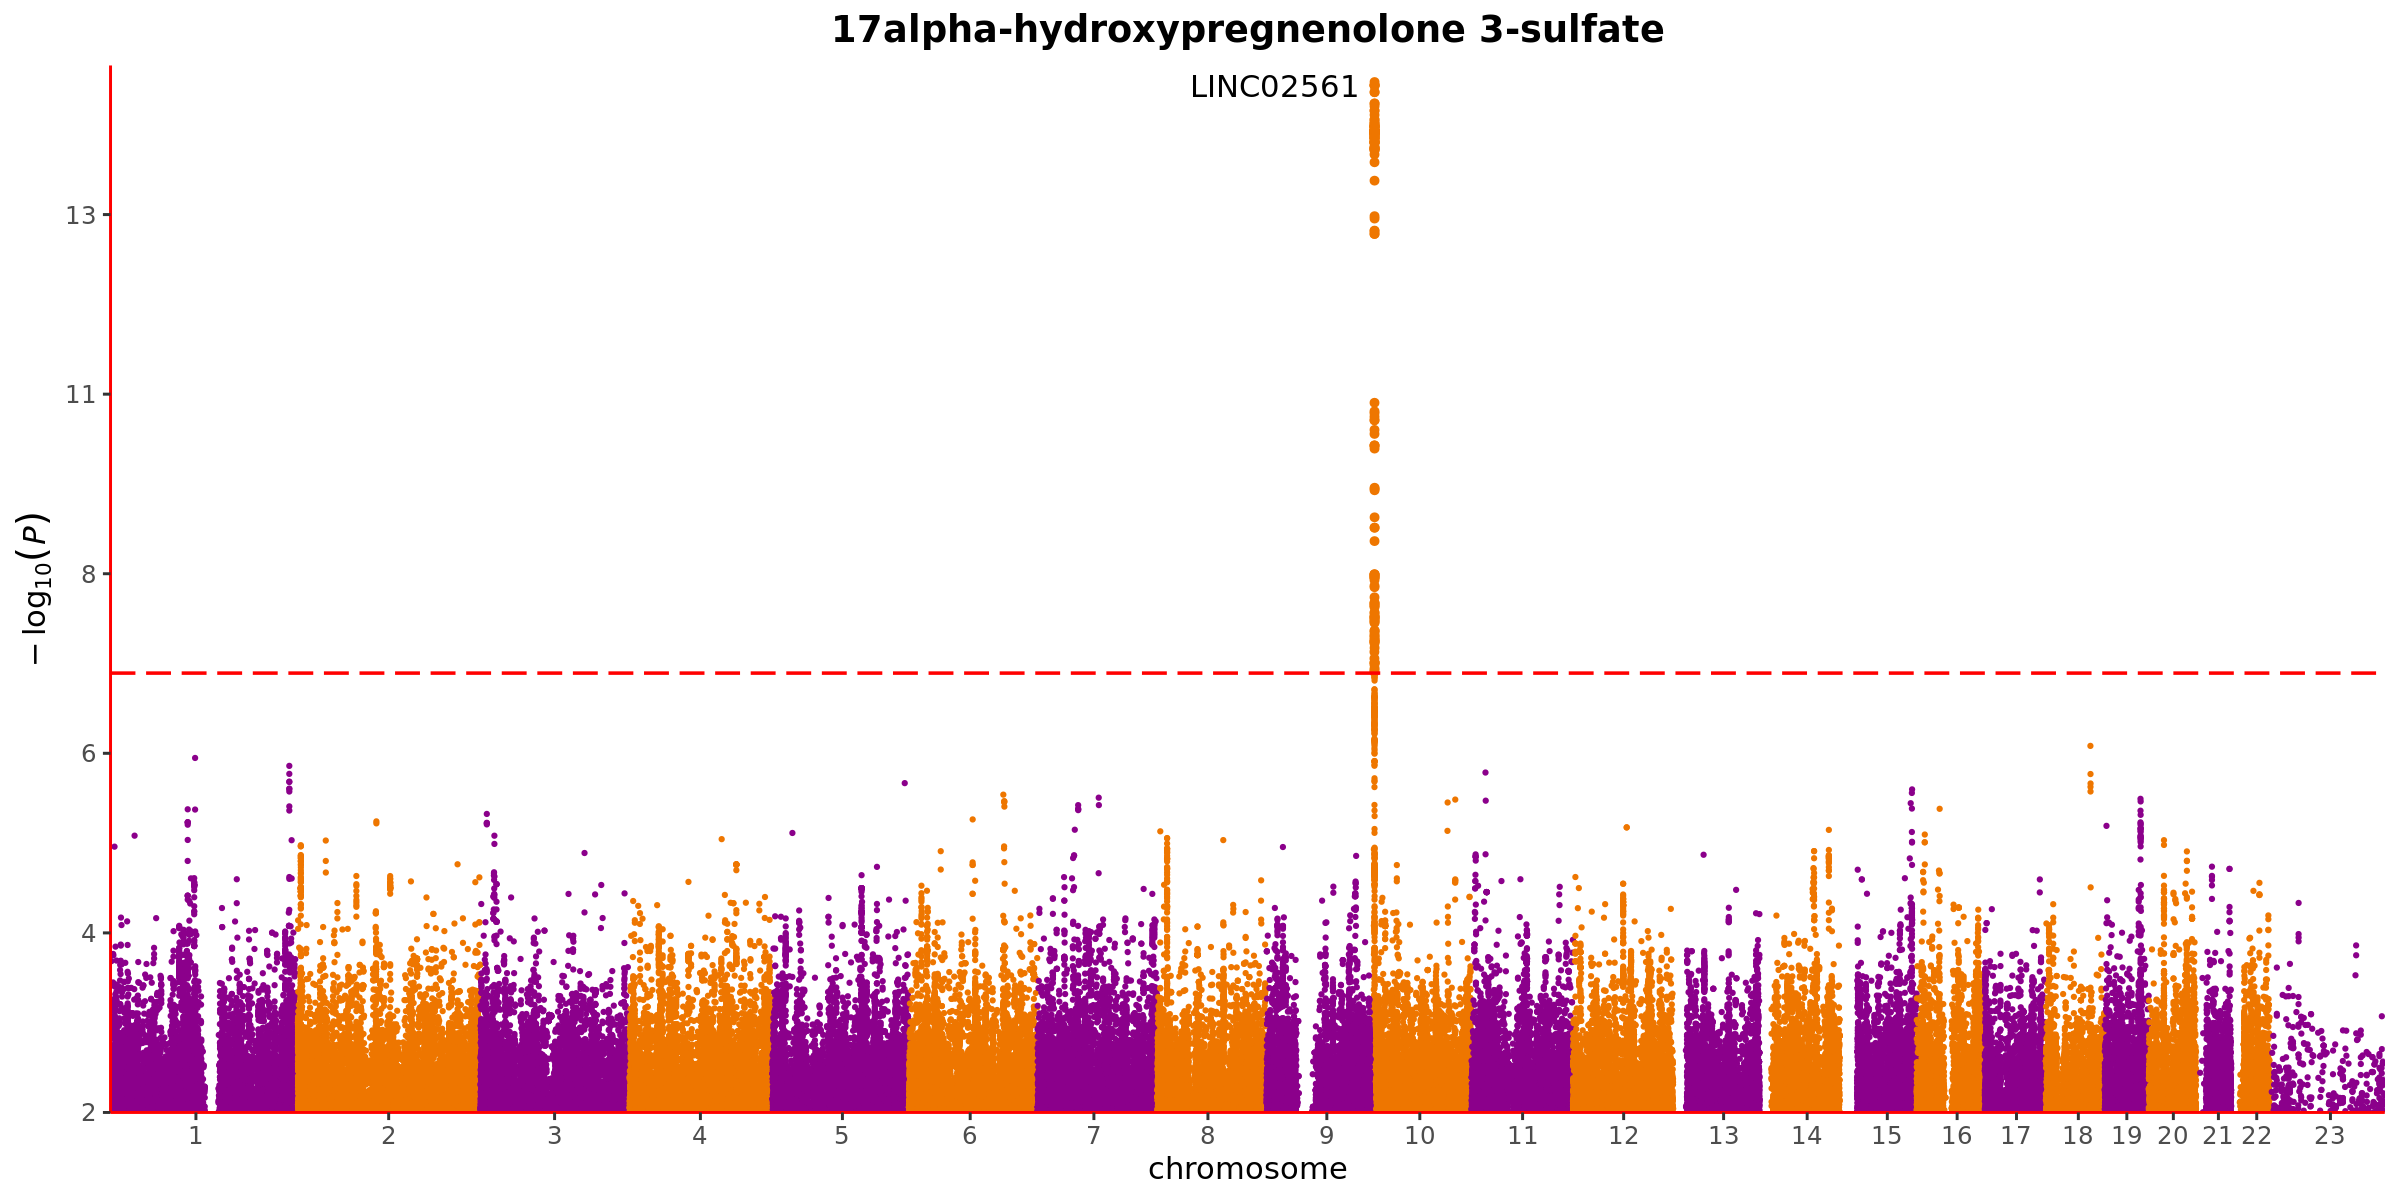 17alpha-hydroxypregnenolone 3-sulfate
LINC02561
13
11
8
6
4
2
− log10(P)
1 2 3 4 5 6 7 8 9 10 11 12 13 14 15 16 17 18 19 20 21 22 23
chromosome